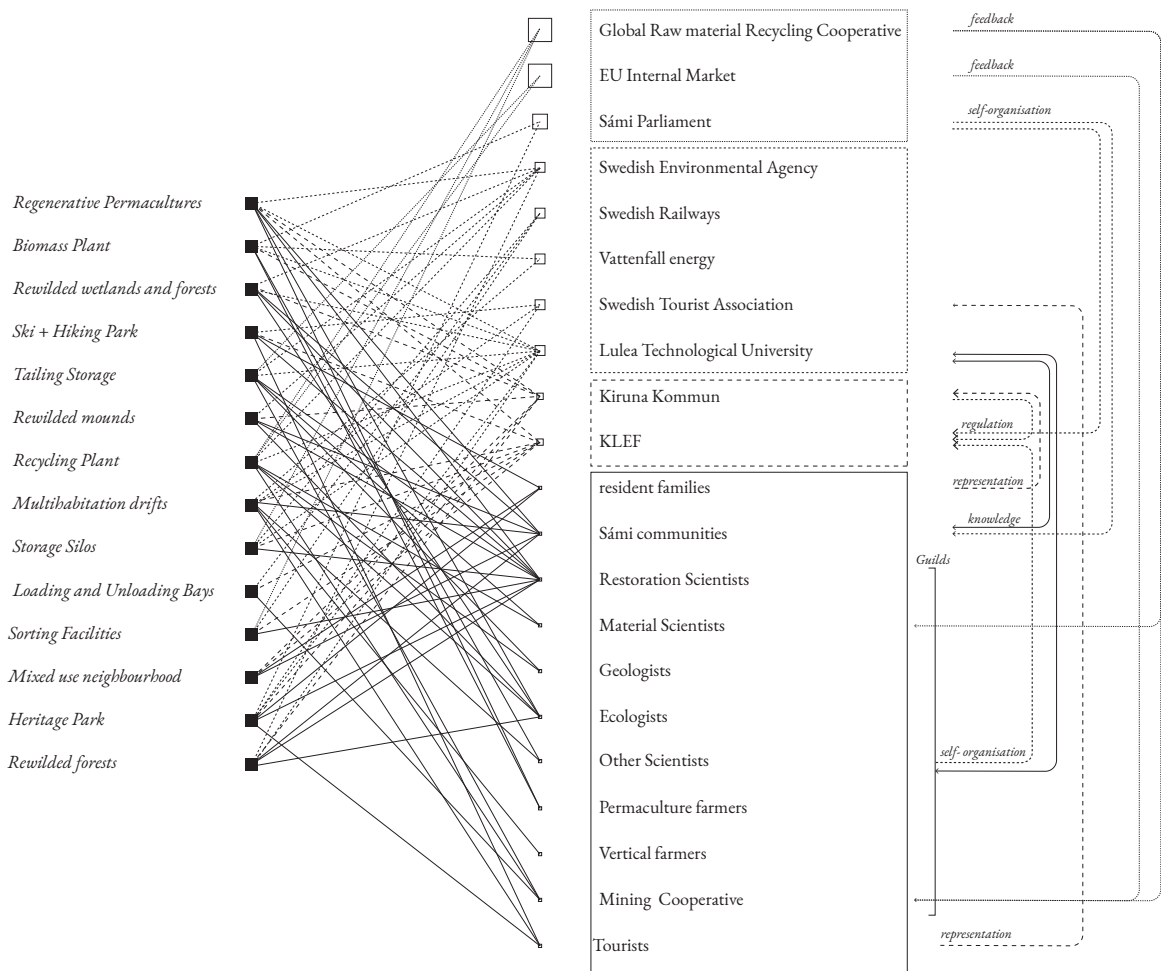 Regenerative Permacultures
Biomass Plant
Rewilded wetlands and forests
Ski + Hiking Park
Tailing Storage
Rewilded mounds
Recycling Plant
Multihabitation drifts
Storage Silos
Loading and Unloading Bays
Sorting Facilities
Mixed use neighbourhood
Heritage Park
Rewilded forests
Global Raw material Recycling Cooperative
EU Internal Market
Sámi Parliament
Swedish Environmental Agency
Swedish Railways
Vattenfall energy
Swedish Tourist Association
Lulea Technological University
Kiruna Kommun
KLEF
resident families
Sámi communities
Restoration Scientists
Material Scientists
Geologists
Ecologists
Other Scientists
Permaculture farmers
Vertical farmers
Mining Cooperative
Tourists
feedback
feedback
self-organisation
regulation
representation
knowledge
Guilds
self- organisation
representation